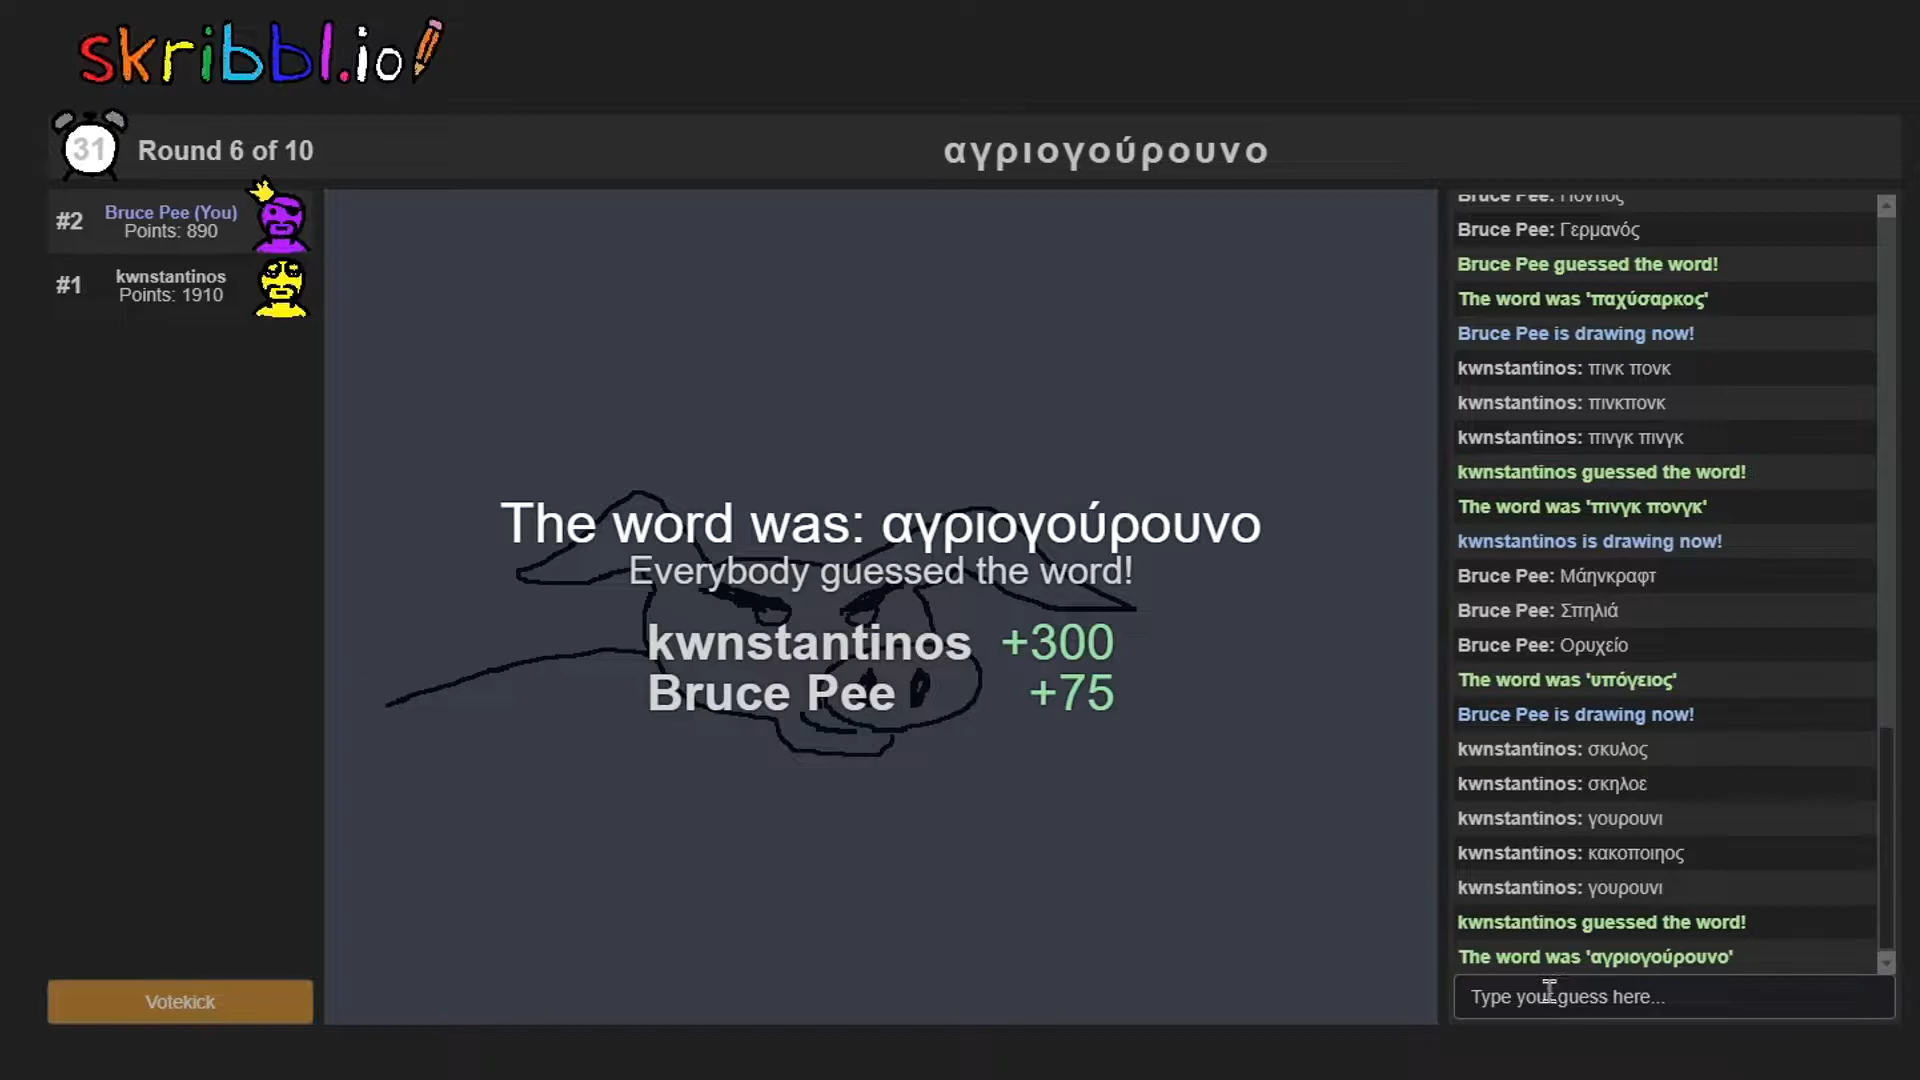 skribbl.io
31
Round 6 of 10
αγριογούρουνο
#2
Bruce Pee (You)
Points: 890
#1
kwnstantinos
Points: 1910
The word was: αγριογούρουνο
Everybody guessed the word!
kwnstantinos +300
Bruce Pee +75
Votekick
Bruce Pee:
Bruce Pee: Γερμανός
Bruce Pee guessed the word!
The word was 'παχύσαρκος'
Bruce Pee is drawing now!
kwnstantinos: πινκ πονκ
kwnstantinos: πινκπονκ
kwnstantinos: πινγκ πινγκ
kwnstantinos guessed the word!
The word was 'πινγκ πονγκ'
kwnstantinos is drawing now!
Bruce Pee: Μάηνκραφτ
Bruce Pee: Σπηλιά
Bruce Pee: Ορυχείο
The word was 'υπόγειος'
Bruce Pee is drawing now!
kwnstantinos: σκυλος
kwnstantinos: σκηλοε
kwnstantinos: γουρουνι
kwnstantinos: κακοποιηος
kwnstantinos: γουρουνι
kwnstantinos guessed the word!
The word was 'αγριογούρουνο'
Type your guess here...